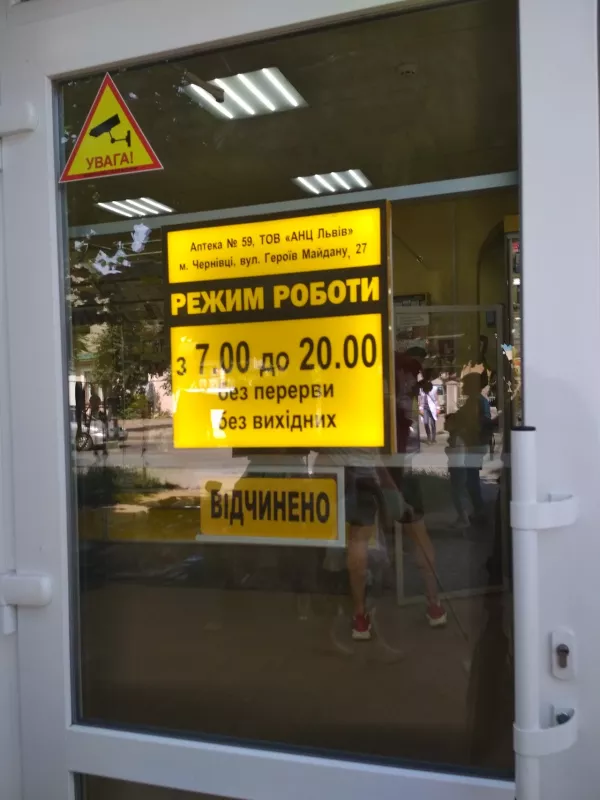 УВАГА!
Аптека № 59, ТОВ «АНЦ Львів»
м. Чернівці, вул. Героїв Майдану, 27
РЕЖИМ РОБОТИ
з 7.00 до 20.00
без перерви
без вихідних
ВІДЧИНЕНО